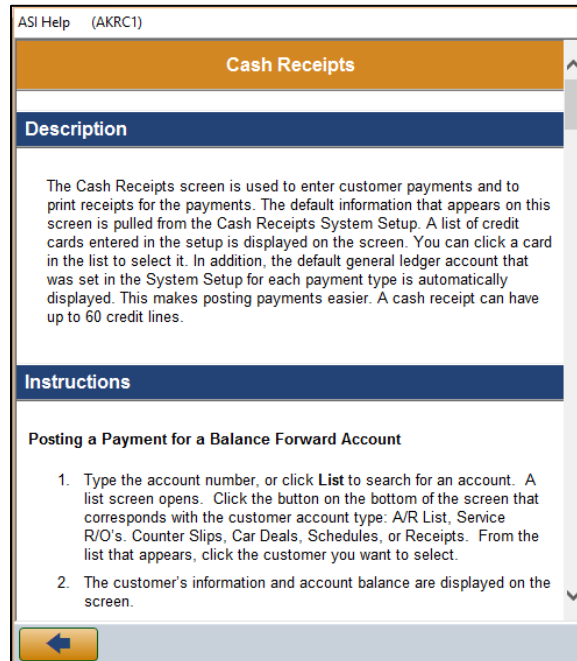 ASI Help (AKRC1)
Cash Receipts
Description
The Cash Receipts screen is used to enter customer payments and to
print receipts for the payments. The default information that appears on this
screen is pulled from the Cash Receipts System Setup. A list of credit
cards entered in the setup is displayed on the screen. You can click a card
in the list to select it. In addition, the default general ledger account that
was set in the System Setup for each payment type is automatically
displayed. This makes posting payments easier. A cash receipt can have
up to 60 credit lines.
Instructions
Posting a Payment for a Balance Forward Account
1. Type the account number, or click List to search for an account. A
list screen opens. Click the button on the bottom of the screen that
corresponds with the customer account type: A/R List, Service
R/O's. Counter Slips, Car Deals, Schedules, or Receipts. From the
list that appears, click the customer you want to select.
2. The customer's information and account balance are displayed on the
screen.